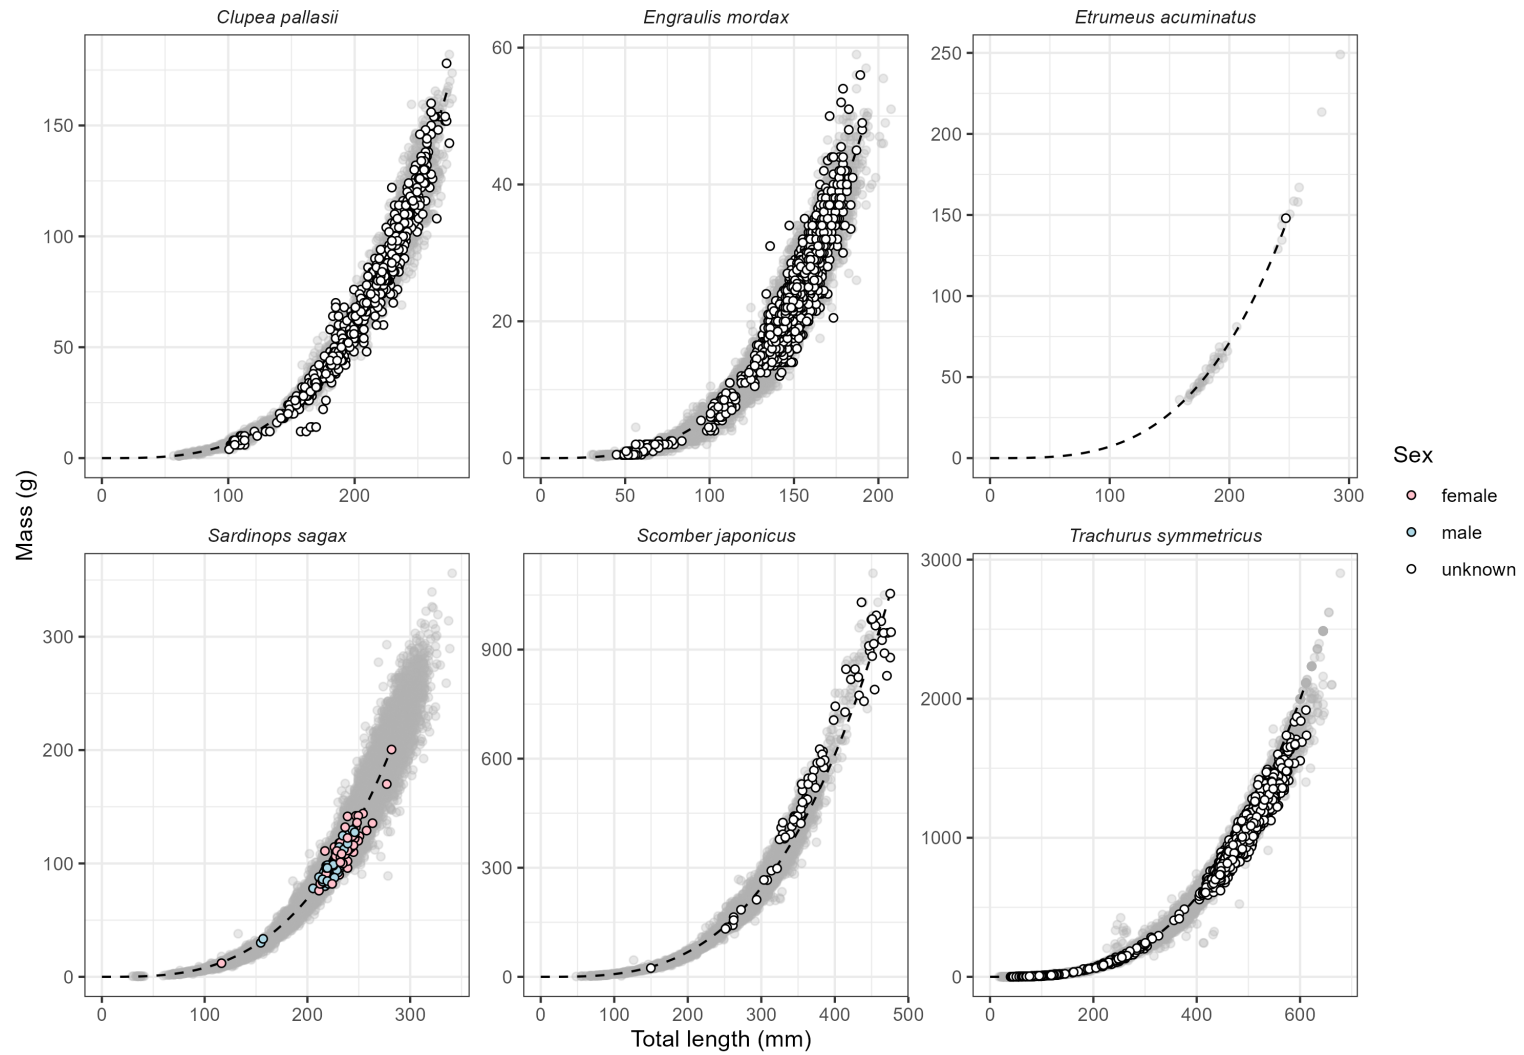 Clupea pallasii
Engraulis mordax
Etrumeus acuminatus
150
100
50
0
0 100 200
60
40
20
0
0 50 100 150 200
250
200
150
100
50
0
0 100 200 300
Sardinops sagax
Scomber japonicus
Trachurus symmetricus
300
200
100
0
0 100 200 300
900
600
300
0
0 100 200 300 400 500
3000
2000
1000
0
0 200 400 600
Mass (g)
Total length (mm)
Sex
female
male
unknown